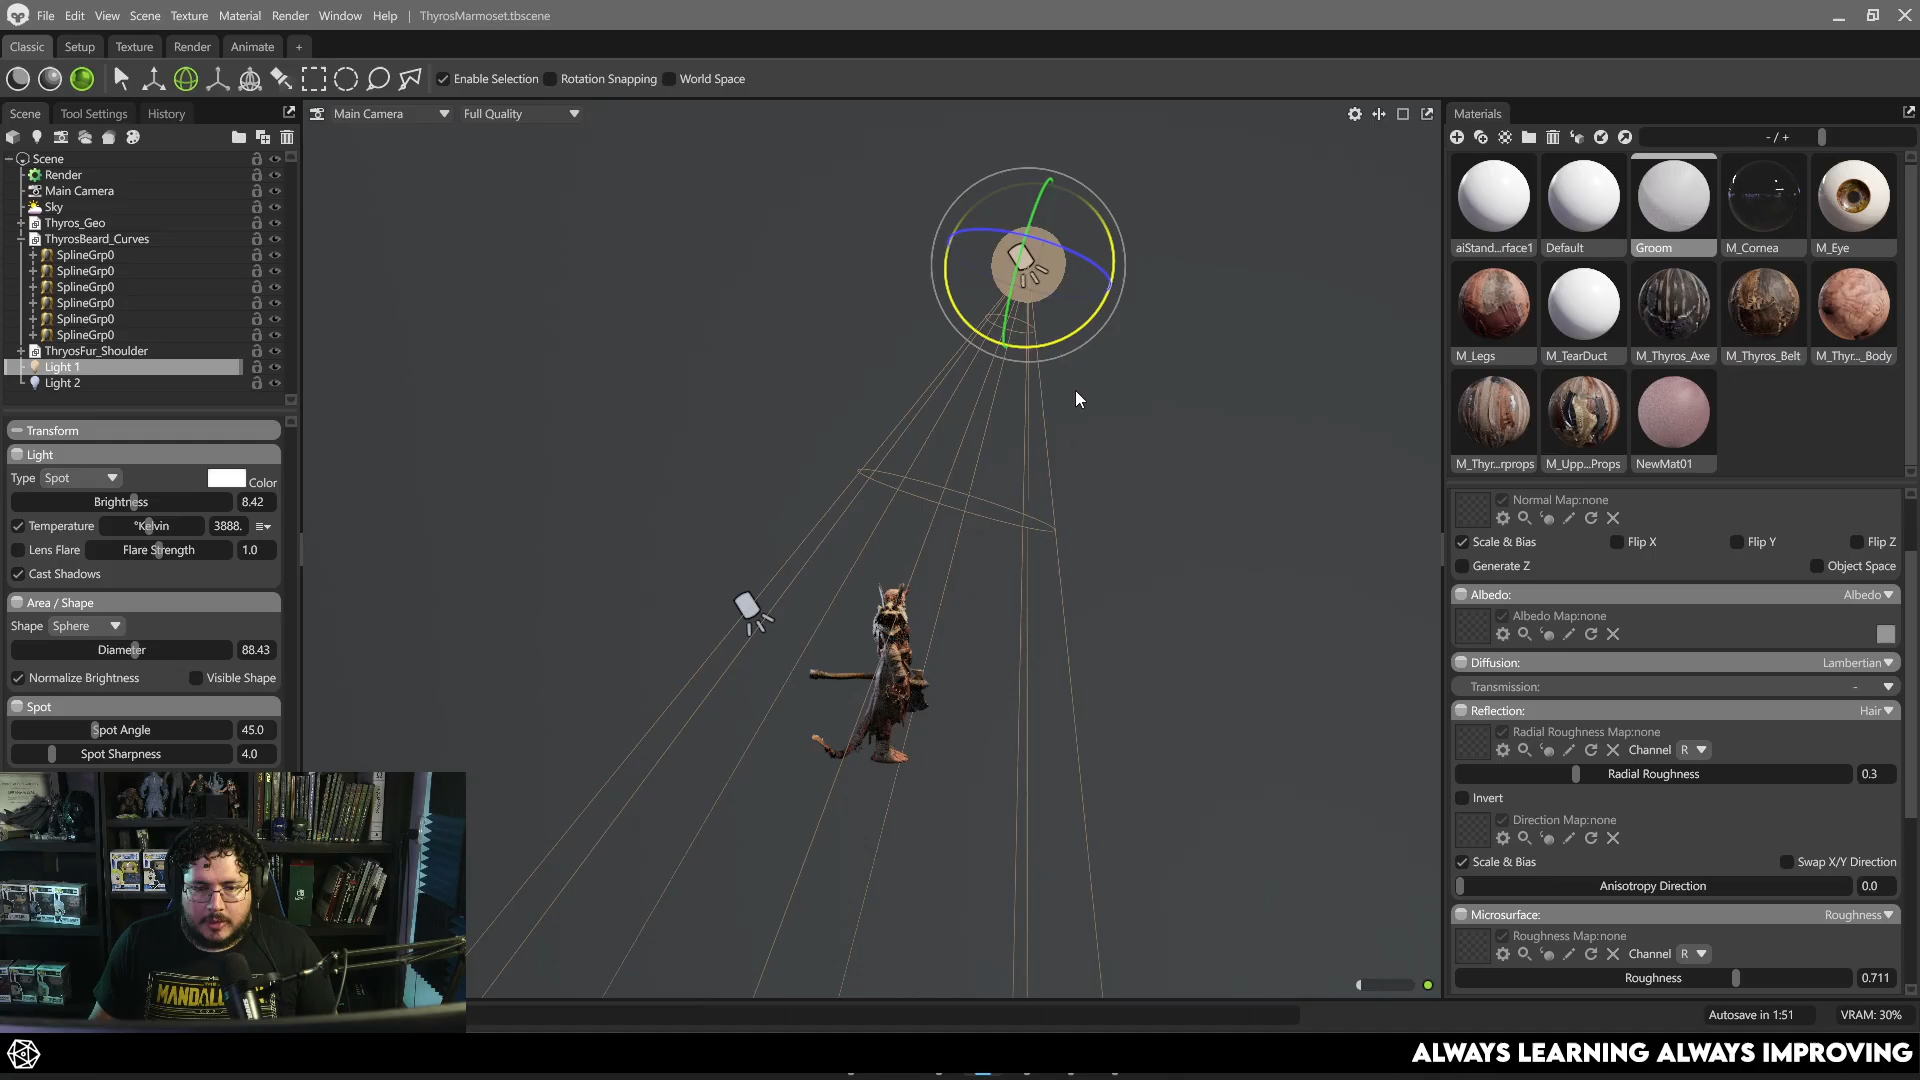 File Edit View Scene Texture Material Render Window Help | ThyrosMarmoset.tbscene
Classic Setup Texture Render Animate +
Enable Selection Rotation Snapping World Space
Scene Tool Settings History
Main Camera Full Quality
Scene
Render
Main Camera
Sky
Thyros_Geo
ThyrosBeard_Curves
SplineGrp0
SplineGrp0
SplineGrp0
SplineGrp0
SplineGrp0
SplineGrp0
ThryosFur_Shoulder
Light 1
Light 2
Transform
Light
Type Spot Color
Brightness 8.42
Temperature °Kelvin 3888.
Lens Flare Flare Strength 1.0
Cast Shadows
Area / Shape
Shape Sphere
Diameter 88.43
Normalize Brightness Visible Shape
Spot
Spot Angle 45.0
Spot Sharpness 4.0
MANDAL
Materials
- / +
aiStand...rface1 Default Groom M_Cornea M_Eye
M_Legs M_TearDuct M_Thyros_Axe M_Thyros_Belt M_Thyr..._Body
M_Thyr...rprops M_Upp...Props NewMat01
Normal Map:none
Scale & Bias Flip X Flip Y Flip Z
Generate Z Object Space
Albedo: Albedo
Albedo Map:none
Diffusion: Lambertian
Transmission: -
Reflection: Hair
Radial Roughness Map:none
Channel R
Radial Roughness 0.3
Invert
Direction Map:none
Scale & Bias Swap X/Y Direction
Anisotropy Direction 0.0
Microsurface: Roughness
Roughness Map:none
Channel R
Roughness 0.711
Autosave in 1:51 VRAM: 30%
ALWAYS LEARNING ALWAYS IMPROVING